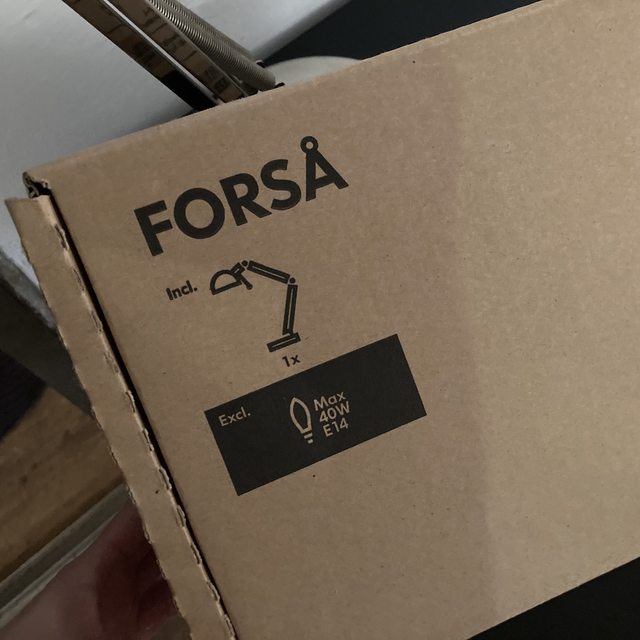 FORSÅ
Incl.
1x
Excl.
Max
40W
E14